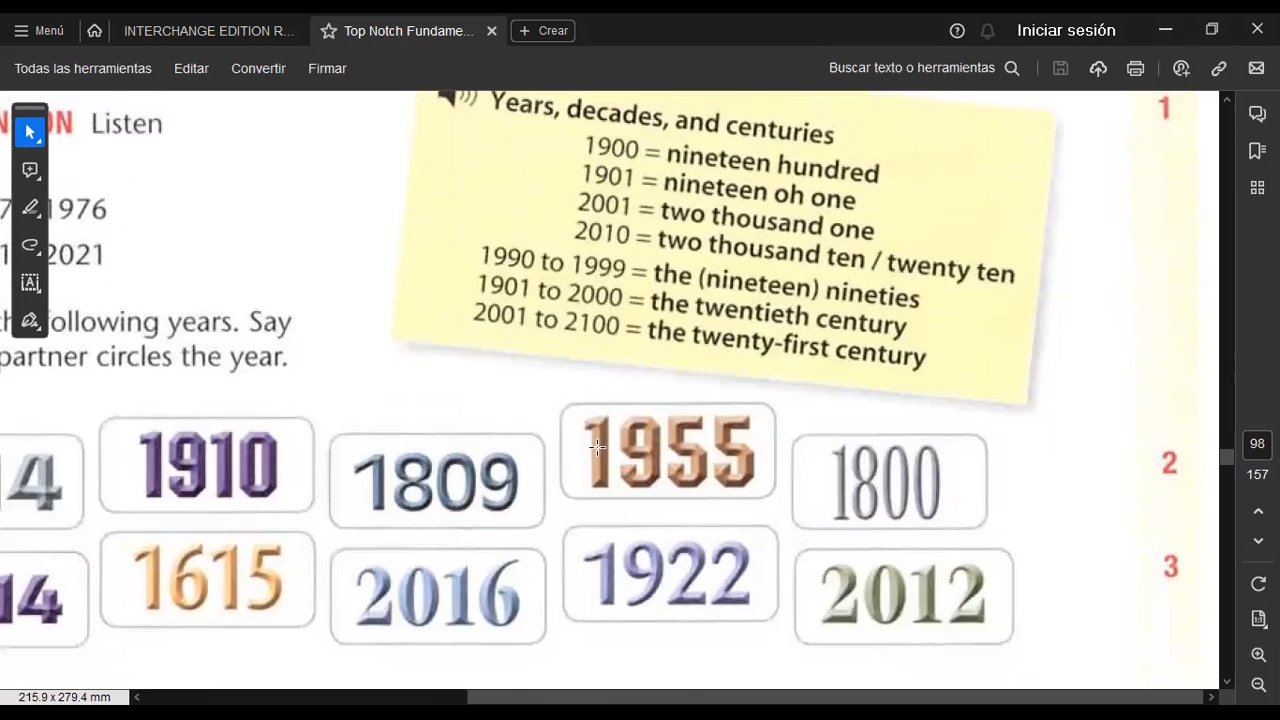 Menú
INTERCHANGE EDITION R...
Top Notch Fundame...
Crear
Iniciar sesión
Todas las herramientas
Editar
Convertir
Firmar
Buscar texto o herramientas
Listen
1976
2021
following years. Say
partner circles the year.
Years, decades, and centuries
1900 = nineteen hundred
1901 = nineteen oh one
2001 = two thousand one
2010 = two thousand ten / twenty ten
1990 to 1999 = the (nineteen) nineties
1901 to 2000 = the twentieth century
2001 to 2100 = the twenty-first century
1
4 1910 1809 1955 1800
2
14 1615 2016 1922 2012
3
98
157
215.9 x 279.4 mm